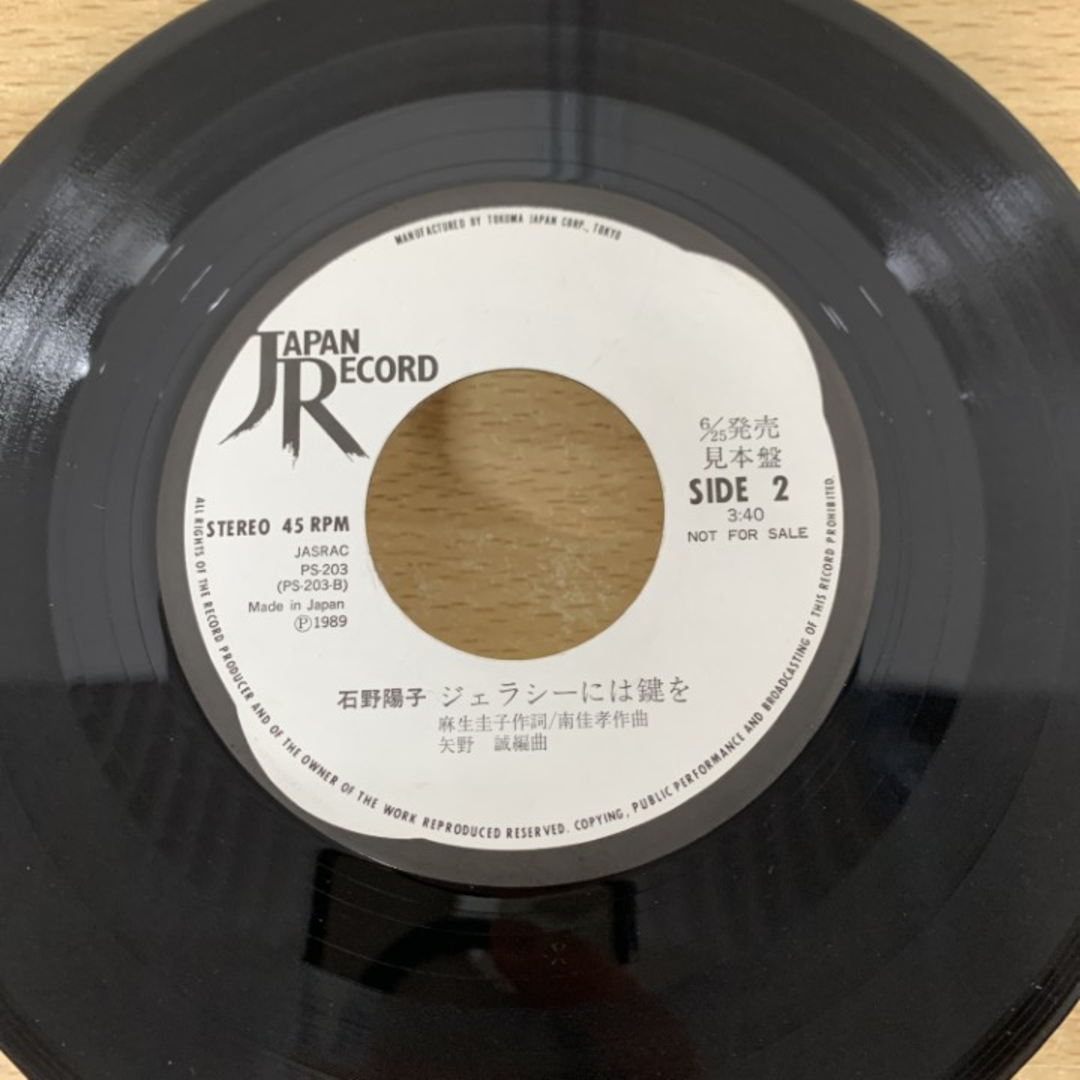 MANUFACTURED BY TOKUMA JAPAN CORP., TOKYO
JAPAN
RECORD
6/25発売
見本盤
SIDE 2
3:40
NOT FOR SALE
STEREO 45 RPM
JASRAC
PS-203
(PS-203-B)
Made in Japan
Ⓟ1989
石野陽子 ジェラシーには鍵を
麻生圭子作詞/南佳孝作曲
矢野 誠編曲
ALL RIGHTS OF THE RECORD PRODUCER AND OF THE OWNER OF THE WORK REPRODUCED RESERVED. COPYING, PUBLIC PERFORMANCE AND BROADCASTING OF THIS RECORD PROHIBITED.